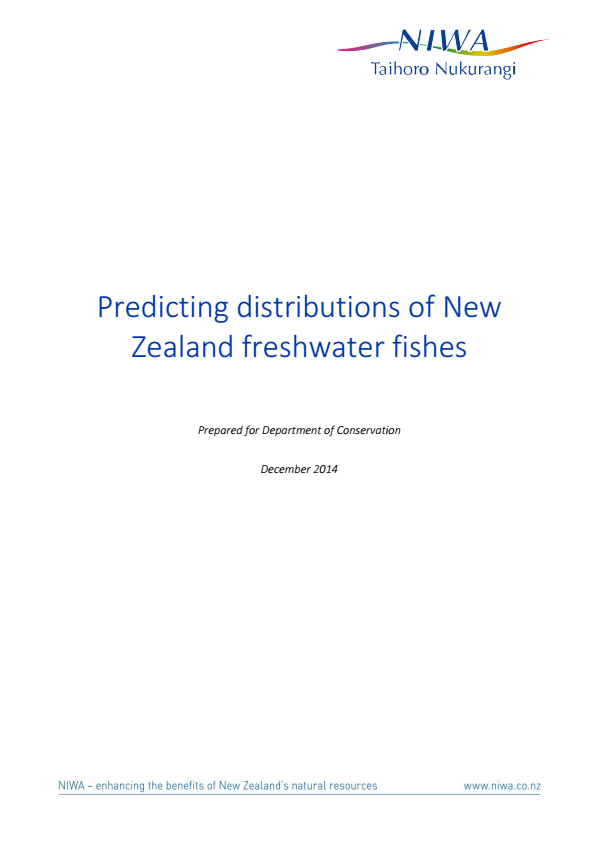 NIWA
Taihoro Nukurangi
Predicting distributions of New
Zealand freshwater fishes
Prepared for Department of Conservation
December 2014
NIWA – enhancing the benefits of New Zealand's natural resources www.niwa.co.nz